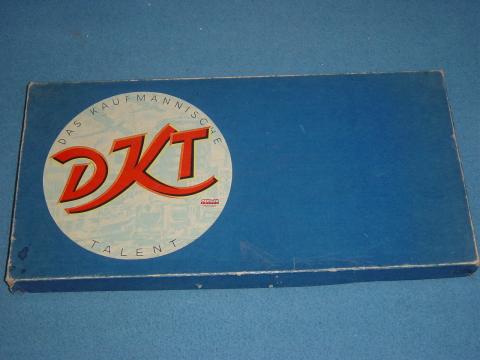 DAS KAUFMÄNNISCHE
DKT
TALENT